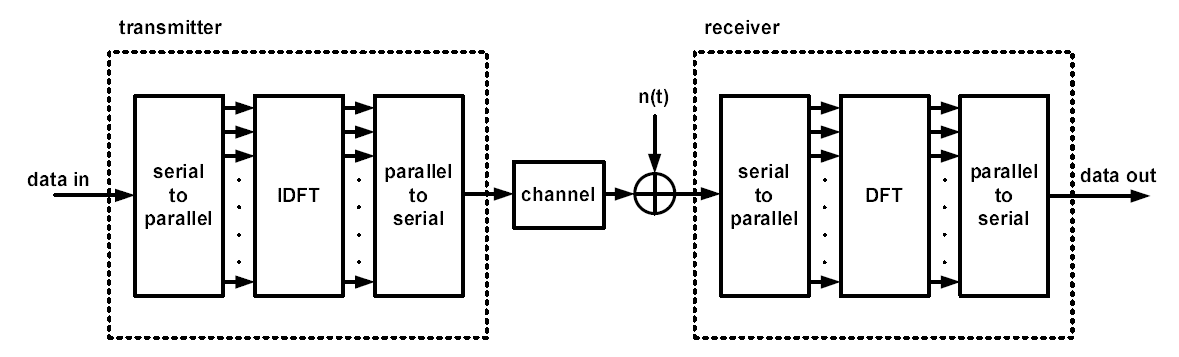 transmitter
receiver
data in
serial
to
parallel
IDFT
parallel
to
serial
channel
n(t)
serial
to
parallel
DFT
parallel
to
serial
data out